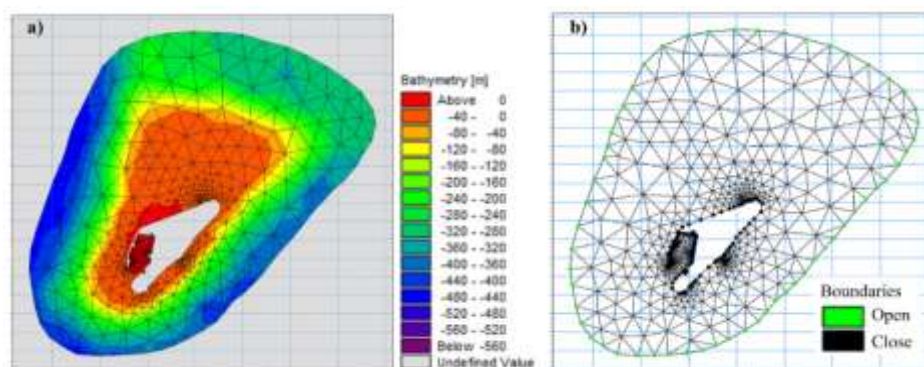 a)
Bathymetry [m]
Above 0
-40 - 0
-80 - -40
-120 - -80
-160 - -120
-200 - -160
-240 - -200
-280 - -240
-320 - -280
-360 - -320
-400 - -360
-440 - -400
-480 - -440
-520 - -480
-560 - -520
Below -560
Undefined Value
b)
Boundaries
Open
Close